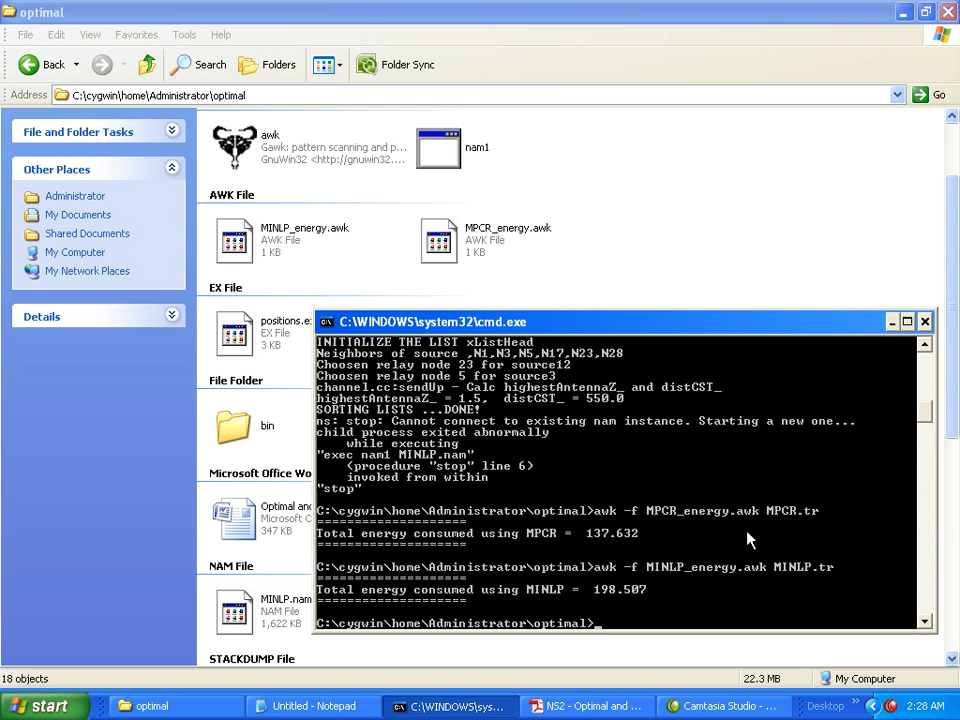 optimal
File Edit View Favorites Tools Help
Back Search Folders Folder Sync
Address C:\cygwin\home\Administrator\optimal Go
File and Folder Tasks
Other Places
Administrator
My Documents
Shared Documents
My Computer
My Network Places
Details
awk
Gawk: pattern scanning and p...
GnuWin32 <http://gnuwin32....
nam1
AWK File
MINLP_energy.awk
AWK File
1 KB
MPCR_energy.awk
AWK File
1 KB
EX File
positions.ex
EX File
3 KB
File Folder
bin
Microsoft Office Wo
Optimal and
Microsoft O
347 KB
NAM File
MINLP.nam
NAM File
1,622 KB
STACKDUMP File
C:\WINDOWS\system32\cmd.exe
INITIALIZE THE LIST xListHead
Neighbors of source ,N1,N3,N5,N17,N23,N28
Choosen relay node 23 for source12
Choosen relay node 5 for source3
channel.cc:sendUp - Calc highestAntennaZ_ and distCST_
highestAntennaZ_ = 1.5, distCST_ = 550.0
SORTING LISTS ...DONE!
ns: stop: Cannot connect to existing nam instance. Starting a new one...
child process exited abnormally
while executing
"exec nam1 MINLP.nam"
(procedure "stop" line 6)
invoked from within
"stop"
C:\cygwin\home\Administrator\optimal>awk -f MPCR_energy.awk MPCR.tr
====================
Total energy consumed using MPCR = 137.632
====================
C:\cygwin\home\Administrator\optimal>awk -f MINLP_energy.awk MINLP.tr
====================
Total energy consumed using MINLP = 198.507
====================
C:\cygwin\home\Administrator\optimal>_
18 objects 22.3 MB My Computer
start optimal Untitled - Notepad C:\WINDOWS\sys... NS2 - Optimal and ... Camtasia Studio - ... Desktop 2:28 AM